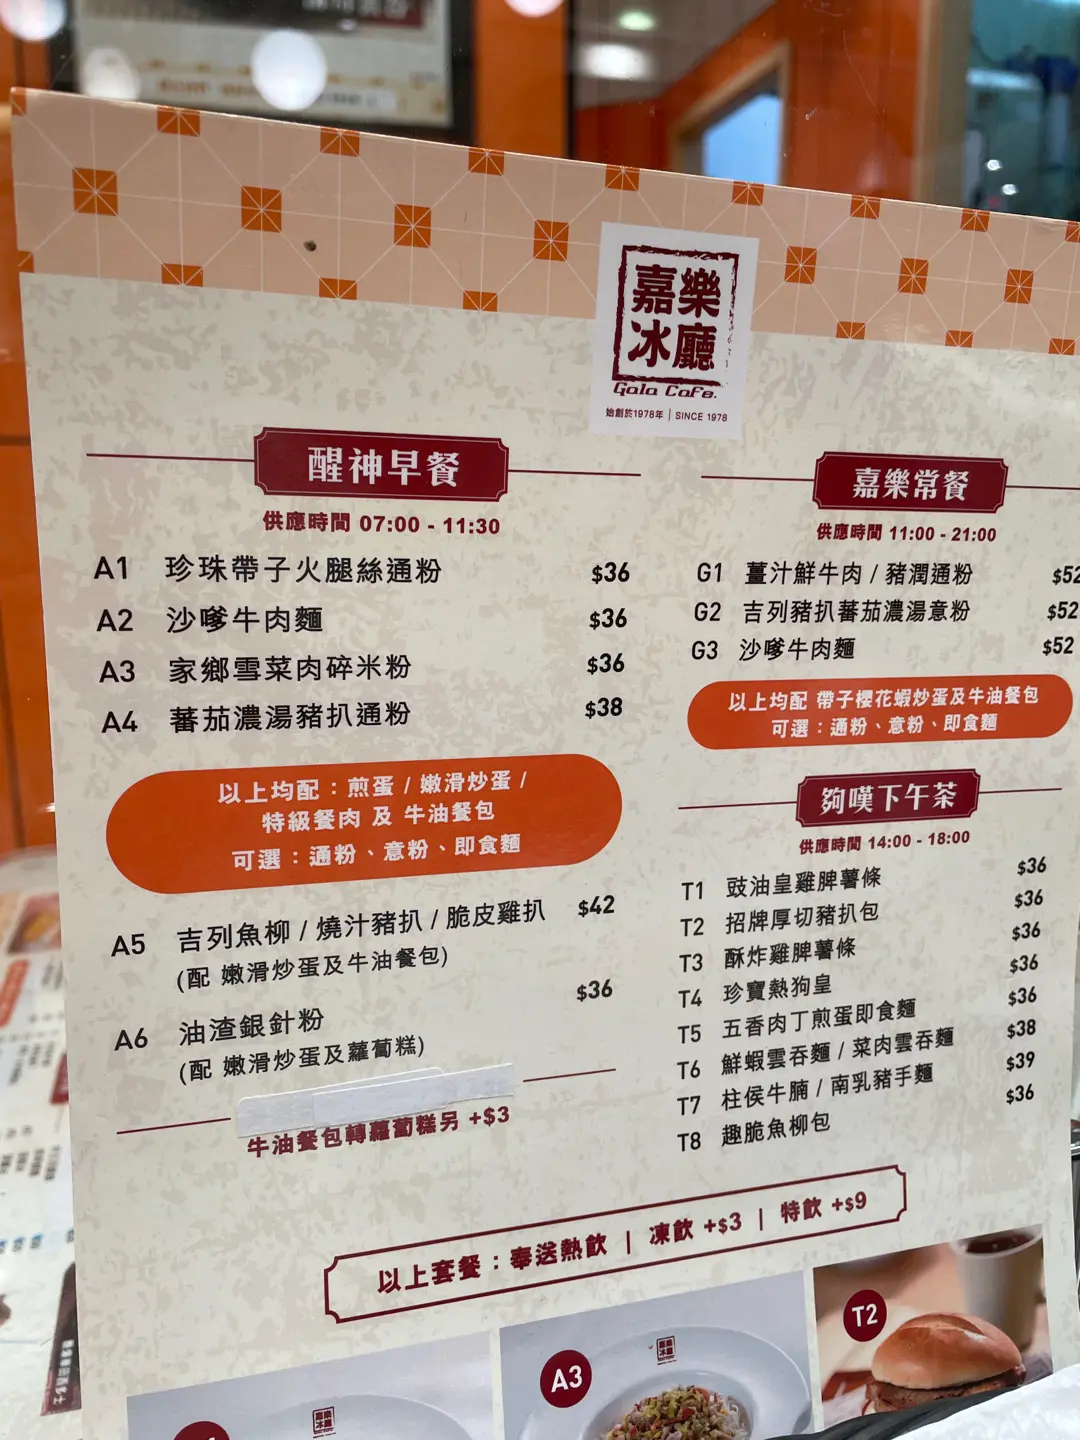 嘉樂
冰廳
Gala Cafe.
始創於1978年 | SINCE 1978
醒神早餐
供應時間 07:00 - 11:30
A1 珍珠帶子火腿絲通粉 $36
A2 沙嗲牛肉麵 $36
A3 家鄉雪菜肉碎米粉 $36
A4 蕃茄濃湯豬扒通粉 $38
以上均配：煎蛋 / 嫩滑炒蛋 /
特級餐肉 及 牛油餐包
可選：通粉、意粉、即食麵
A5 吉列魚柳 / 燒汁豬扒 / 脆皮雞扒 $42
(配 嫩滑炒蛋及牛油餐包)
A6 油渣銀針粉 $36
(配 嫩滑炒蛋及蘿蔔糕)
牛油餐包轉蘿蔔糕另 +$3
嘉樂常餐
供應時間 11:00 - 21:00
G1 薑汁鮮牛肉 / 豬潤通粉 $52
G2 吉列豬扒蕃茄濃湯意粉 $52
G3 沙嗲牛肉麵 $52
以上均配 帶子櫻花蝦炒蛋及牛油餐包
可選：通粉、意粉、即食麵
夠嘆下午茶
供應時間 14:00 - 18:00
T1 豉油皇雞脾薯條 $36
T2 招牌厚切豬扒包 $36
T3 酥炸雞脾薯條 $36
T4 珍寶熱狗皇 $36
T5 五香肉丁煎蛋即食麵 $36
T6 鮮蝦雲吞麵 / 菜肉雲吞麵 $38
T7 柱侯牛腩 / 南乳豬手麵 $39
T8 趣脆魚柳包 $36
以上套餐：奉送熱飲 | 凍飲 +$3 | 特飲 +$9
A3
T2
嘉樂
冰廳
嘉樂
冰廳